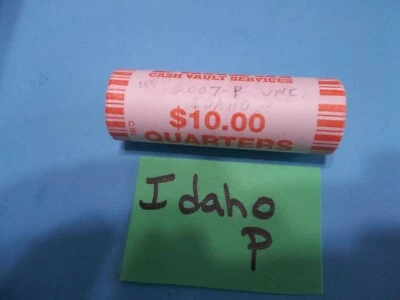 CASH VAULT SERVICES
2007-P UNC.
IDAHO
$10.00
QUARTERS
Idaho
P